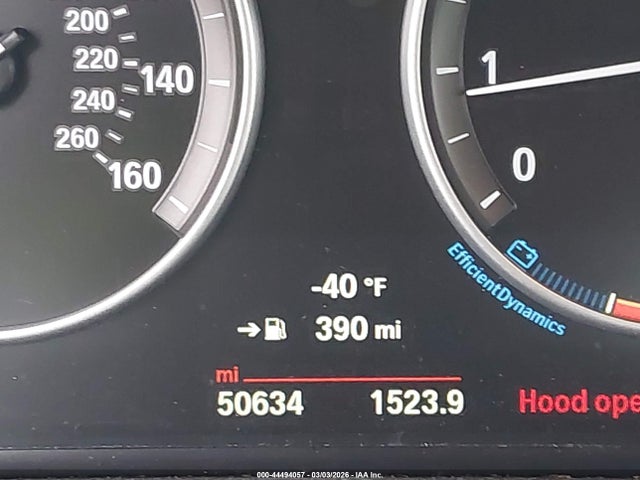 200
220
140
240
260
160
1
0
EfficientDynamics
-40 °F
390 mi
mi
50634 1523.9 Hood ope
000-44494057 - 03/03/2026 - IAA Inc.